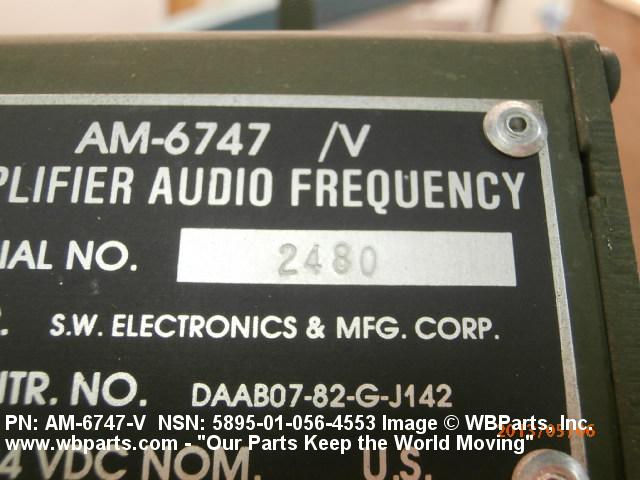 AM-6747 /V
PLIFIER AUDIO FREQUENCY
IAL NO. 2480
S.W. ELECTRONICS & MFG. CORP.
NTR. NO. DAAB07-82-G-J142
PN: AM-6747-V NSN: 5895-01-056-4553 Image © WBParts, Inc.
www.wbparts.com - "Our Parts Keep the World Moving"
4 VDC NOM. U.S.